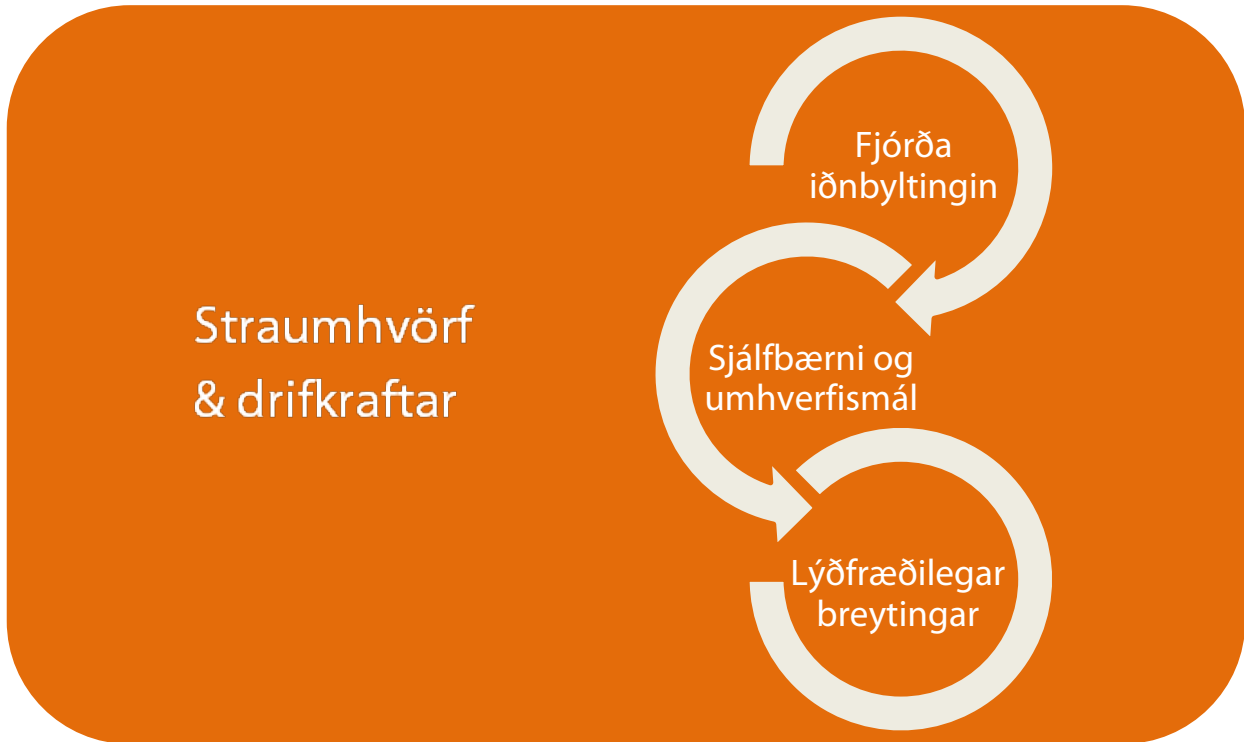 Straumhvörf
& drifkraftar
Fjórða
iðnbyltingin
Sjálfbærni og
umhverfismál
Lýðfræðilegar
breytingar